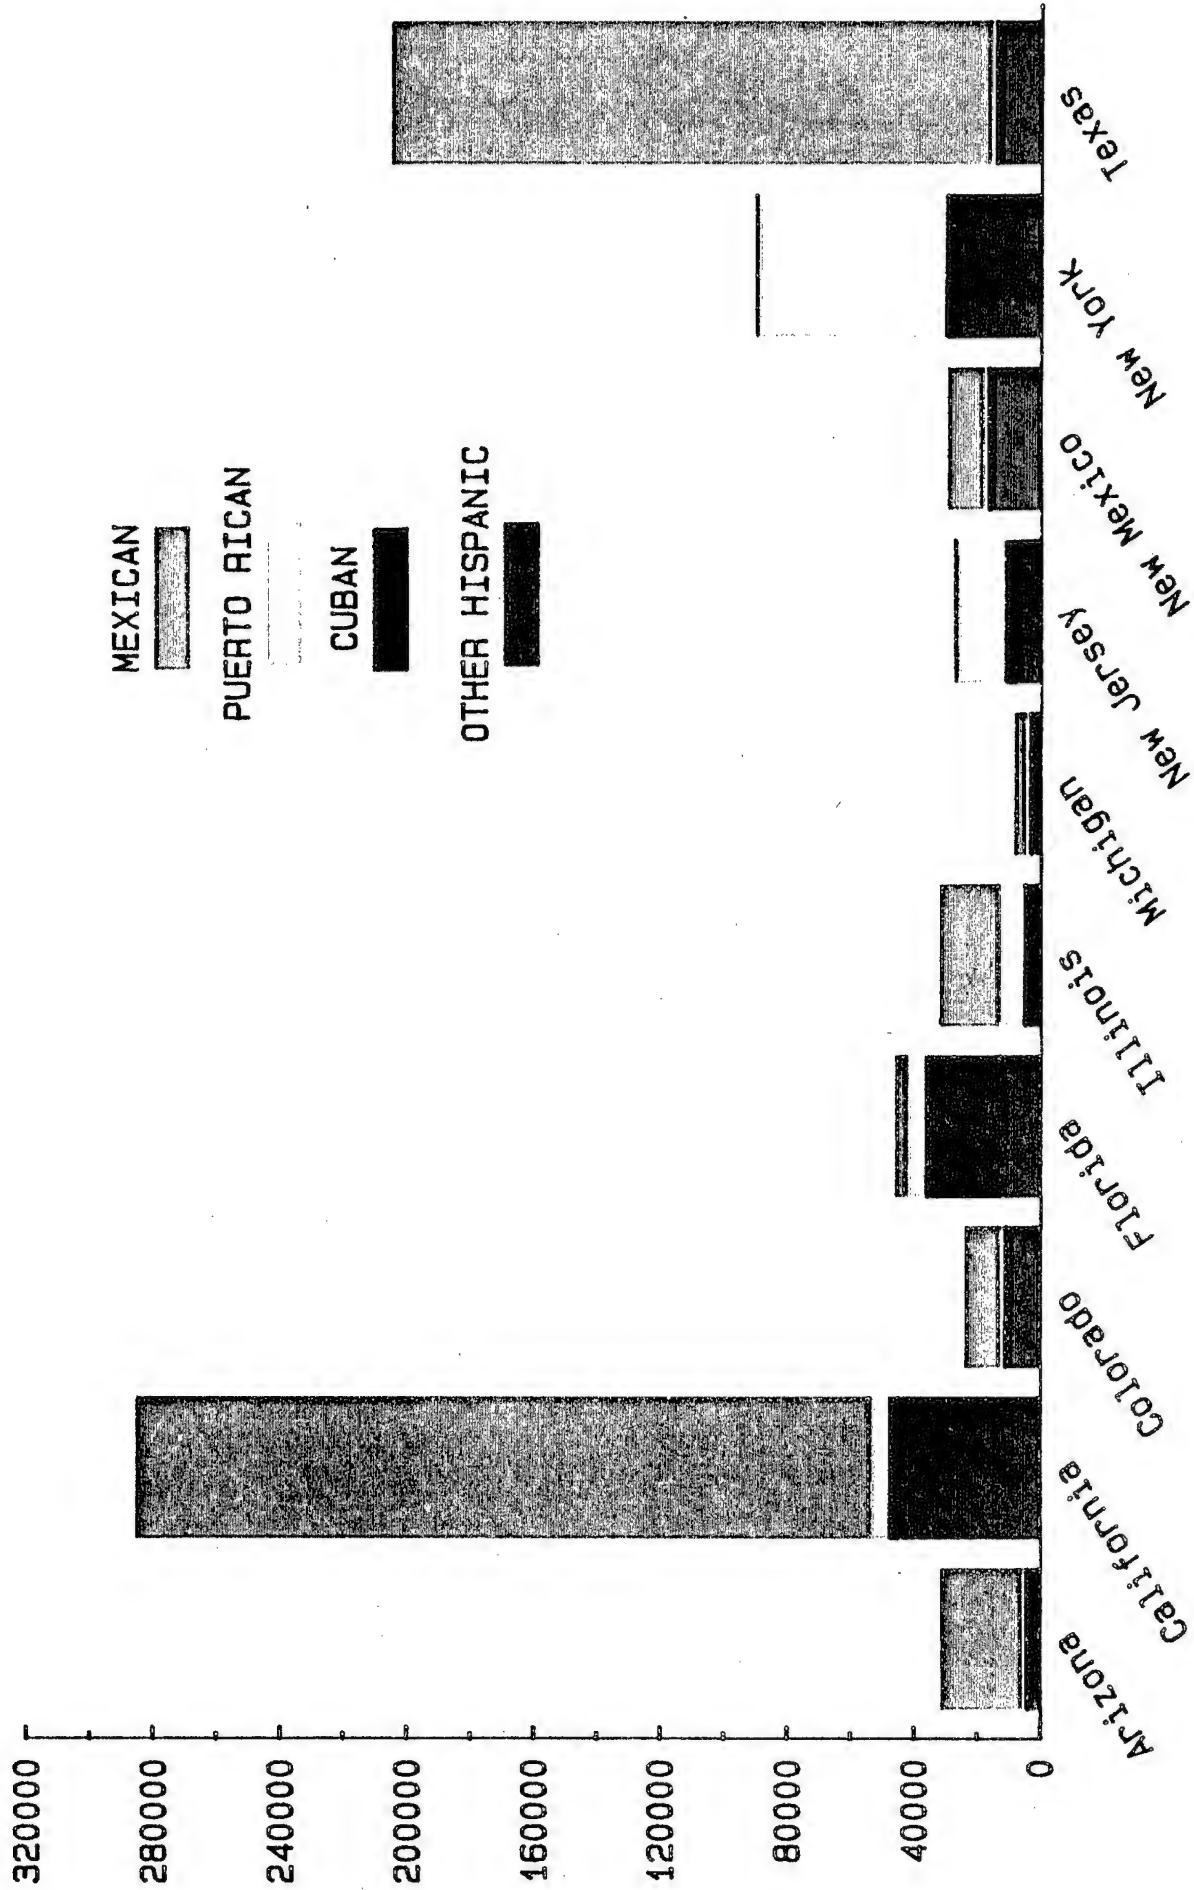 320000
280000
240000
200000
160000
120000
80000
40000
0
MEXICAN
PUERTO RICAN
CUBAN
OTHER HISPANIC
Arizona
California
Colorado
Florida
Illinois
Michigan
New Jersey
New Mexico
New York
Texas